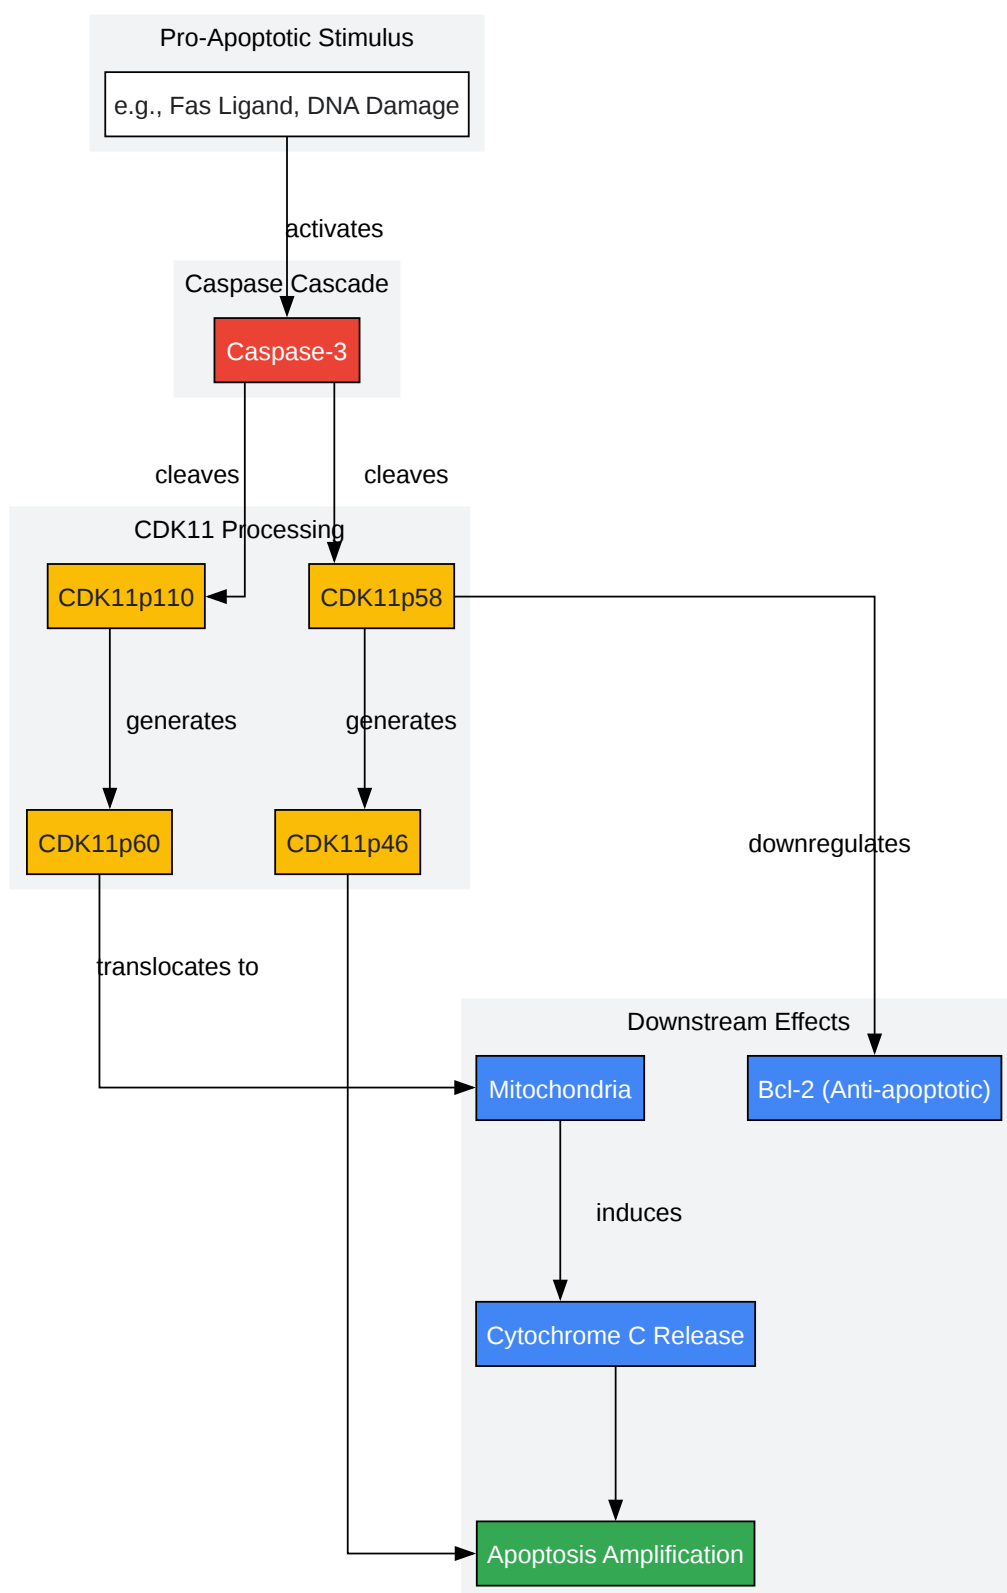 Pro-Apoptotic Stimulus
e.g., Fas Ligand, DNA Damage
activates
Caspase Cascade
Caspase-3
cleaves
cleaves
CDK11 Processing
CDK11p110
CDK11p58
generates
generates
CDK11p60
CDK11p46
downregulates
translocates to
Downstream Effects
Mitochondria
Bcl-2 (Anti-apoptotic)
induces
Cytochrome C Release
Apoptosis Amplification